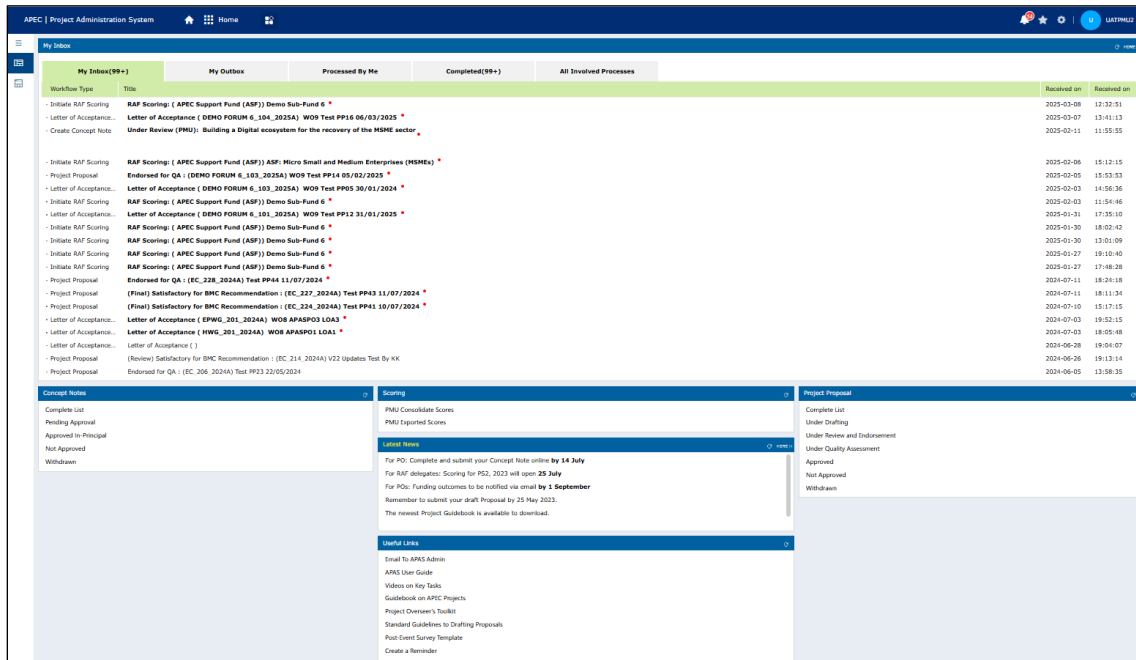 APEC | Project Administration System Home 14 U UATPMU2
My Inbox HOME
My Inbox(99+) My Outbox Processed By Me Completed(99+) All Involved Processes
Workflow Type Title Received on Received on
- Initiate RAF Scoring RAF Scoring: ( APEC Support Fund (ASF)) Demo Sub-Fund 6 2025-03-08 12:32:51
- Letter of Acceptance... Letter of Acceptance ( DEMO FORUM 6_104_2025A) WO9 Test PP16 06/03/2025 2025-03-07 13:41:13
- Create Concept Note Under Review (PMU): Building a Digital ecosystem for the recovery of the MSME sector 2025-02-11 11:55:55
- Initiate RAF Scoring RAF Scoring: ( APEC Support Fund (ASF)) ASF: Micro Small and Medium Enterprises (MSMEs) 2025-02-06 15:12:15
- Project Proposal Endorsed for QA : (DEMO FORUM 6_103_2025A) WO9 Test PP14 05/02/2025 2025-02-05 15:53:53
- Letter of Acceptance... Letter of Acceptance ( DEMO FORUM 6_103_2025A) WO9 Test PP05 30/01/2024 2025-02-03 14:56:36
- Initiate RAF Scoring RAF Scoring: ( APEC Support Fund (ASF)) Demo Sub-Fund 6 2025-02-03 11:54:46
- Letter of Acceptance... Letter of Acceptance ( DEMO FORUM 6_101_2025A) WO9 Test PP12 31/01/2025 2025-01-31 17:35:10
- Initiate RAF Scoring RAF Scoring: ( APEC Support Fund (ASF)) Demo Sub-Fund 6 2025-01-30 18:02:42
- Initiate RAF Scoring RAF Scoring: ( APEC Support Fund (ASF)) Demo Sub-Fund 6 2025-01-30 13:01:09
- Initiate RAF Scoring RAF Scoring: ( APEC Support Fund (ASF)) Demo Sub-Fund 6 2025-01-27 19:10:40
- Initiate RAF Scoring RAF Scoring: ( APEC Support Fund (ASF)) Demo Sub-Fund 6 2025-01-27 17:48:28
- Project Proposal Endorsed for QA : (EC_228_2024A) Test PP44 11/07/2024 2024-07-11 18:24:18
- Project Proposal (Final) Satisfactory for BMC Recommendation : (EC_227_2024A) Test PP43 11/07/2024 2024-07-11 18:11:34
- Project Proposal (Final) Satisfactory for BMC Recommendation : (EC_224_2024A) Test PP41 10/07/2024 2024-07-10 15:17:15
- Letter of Acceptance... Letter of Acceptance ( EPWG_201_2024A) WO8 APASPO3 LOA3 2024-07-03 19:52:15
- Letter of Acceptance... Letter of Acceptance ( HWG_201_2024A) WO8 APASPO1 LOA1 2024-07-03 18:05:48
- Letter of Acceptance... Letter of Acceptance ( ) 2024-06-28 19:04:07
- Project Proposal (Review) Satisfactory for BMC Recommendation : (EC_214_2024A) V22 Updates Test By KK 2024-06-26 19:13:14
- Project Proposal Endorsed for QA : (EC_206_2024A) Test PP23 22/05/2024 2024-06-05 13:58:35
Concept Notes
Complete List
Pending Approval
Approved In-Principal
Not Approved
Withdrawn
Scoring
PMU Consolidate Scores
PMU Exported Scores
Latest News HOME
For PO: Complete and submit your Concept Note online by 14 July
For RAF delegates: Scoring for PS2, 2023 will open 25 July
For POs: Funding outcomes to be notified via email by 1 September
Remember to submit your draft Proposal by 25 May 2023.
The newest Project Guidebook is available to download.
Useful Links
Email To APAS Admin
APAS User Guide
Videos on Key Tasks
Guidebook on APEC Projects
Project Overseer's Toolkit
Standard Guidelines to Drafting Proposals
Post-Event Survey Template
Create a Reminder
Project Proposal
Complete List
Under Drafting
Under Review and Endorsement
Under Quality Assessment
Approved
Not Approved
Withdrawn